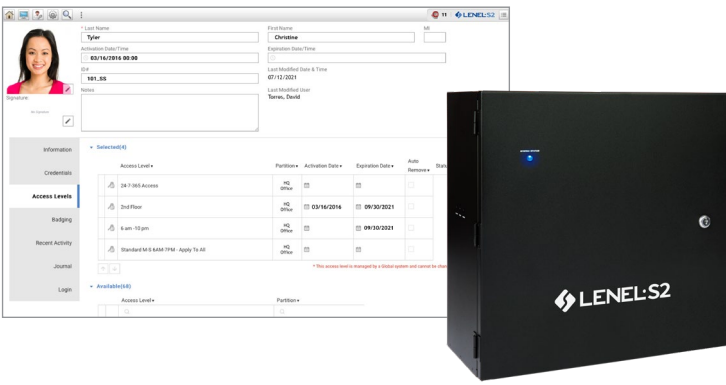 11 LENEL:S2
* Last Name First Name MI
Tyler Christine
Activation Date/Time Expiration Date/Time
03/16/2016 00:00
ID# Last Modified Date & Time
101_SS 07/12/2021
Notes Last Modified User
Torres, David
Signature
No Signature
Information
Credentials
Access Levels
Badging
Recent Activity
Journal
Login
Selected(4)
Access Level Partition Activation Date Expiration Date Auto Remove Statu
24-7-365 Access HQ Office
2nd Floor HQ Office 03/16/2016 09/30/2021
6 am -10 pm HQ Office 09/30/2021
Standard M-S 6AM-7PM - Apply To All HQ Office
* This access level is managed by a Global system and cannot be chan
Available(68)
Access Level Partition
LENEL:S2